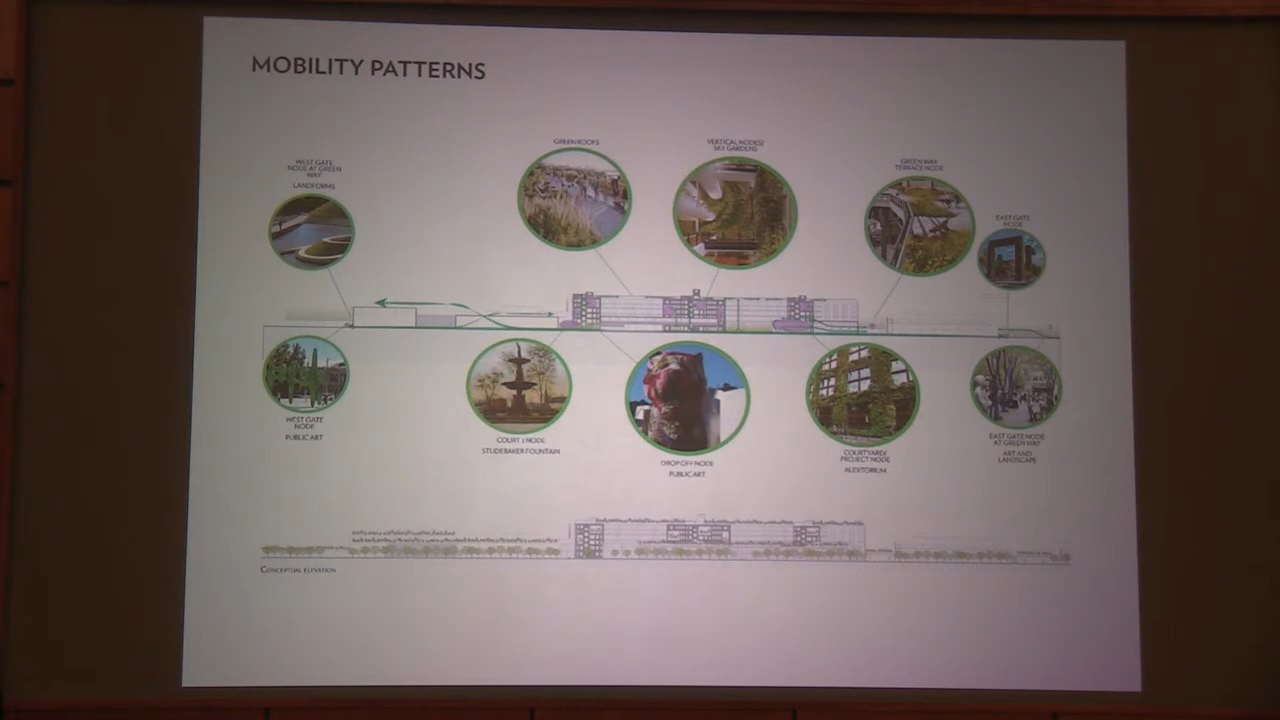 MOBILITY PATTERNS
WEST GATE
NODE AT GREEN
WAY
LANDFORMS
GREEN ROOFS
VERTICAL NODES/
SKY GARDENS
GREEN WAY
TERRACE NODE
EAST GATE
NODE
WEST GATE
NODE
PUBLIC ART
COURT 1 NODE
STUDEBAKER FOUNTAIN
DROP OFF NODE
PUBLIC ART
COURTYARD/
PROJECT NODE
AUDITORIUM
EAST GATE NODE
AT GREEN WAY
ART AND
LANDSCAPE
CONCEPTUAL ELEVATION